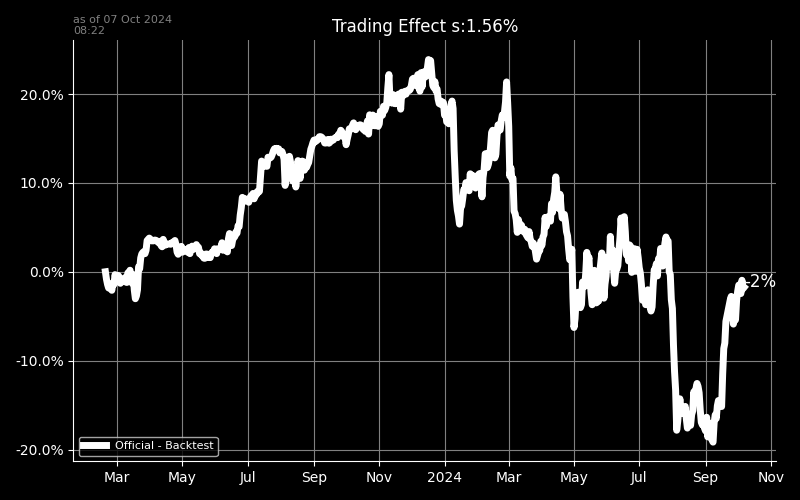 as of 07 Oct 2024
08:22
Trading Effect s:1.56%
20.0%
10.0%
0.0%
-10.0%
-20.0%
-2%
Official - Backtest
Mar May Jul Sep Nov 2024 Mar May Jul Sep Nov